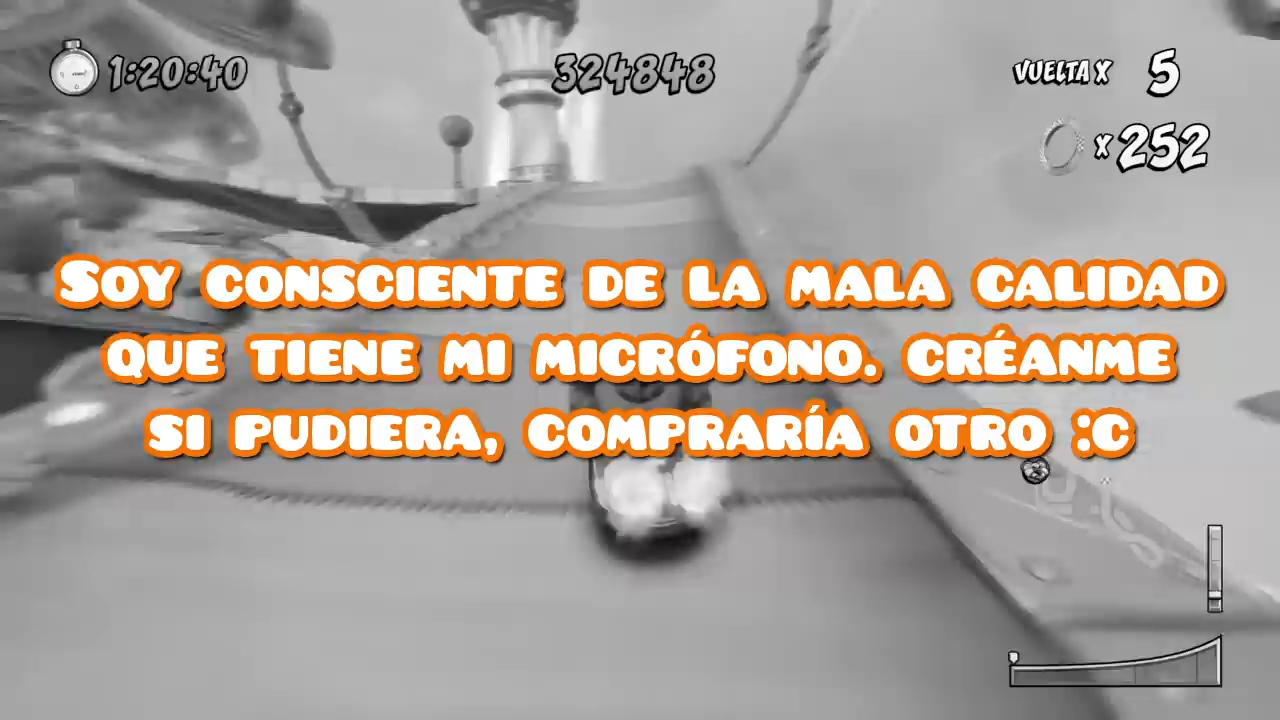 1:20:40
324848
VUELTA X 5
X 252
SOY CONSCIENTE DE LA MALA CALIDAD
QUE TIENE MI MICRÓFONO. CRÉANME
SI PUDIERA, COMPRARÍA OTRO :C